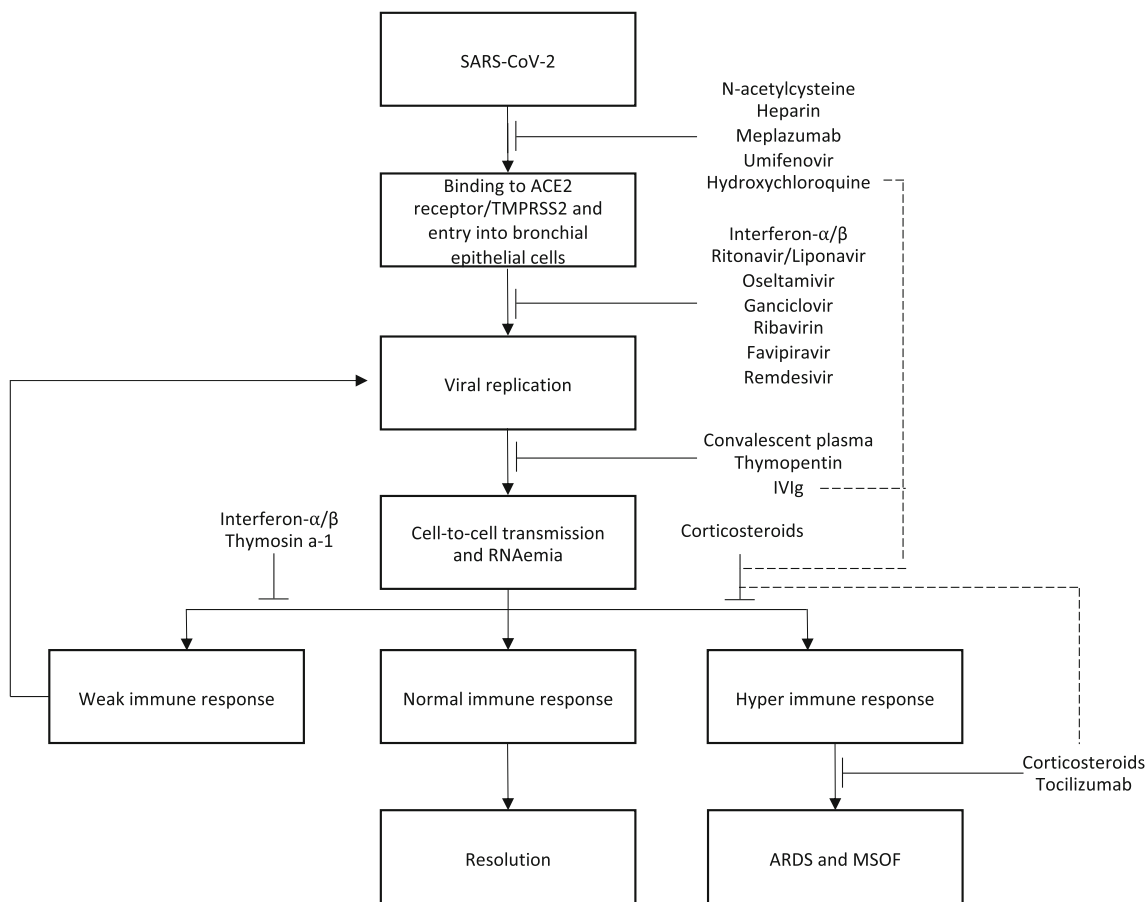 SARS-CoV-2
N-acetylcysteine
Heparin
Meplazumab
Umifenovir
Hydroxychloroquine
Binding to ACE2
receptor/TMPRSS2 and
entry into bronchial
epithelial cells
Interferon-α/β
Ritonavir/Liponavir
Oseltamivir
Ganciclovir
Ribavirin
Favipiravir
Remdesivir
Viral replication
Convalescent plasma
Thymopentin
IVIg
Interferon-α/β
Thymosin a-1
Cell-to-cell transmission
and RNAemia
Corticosteroids
Weak immune response
Normal immune response
Hyper immune response
Corticosteroids
Tocilizumab
Resolution
ARDS and MSOF